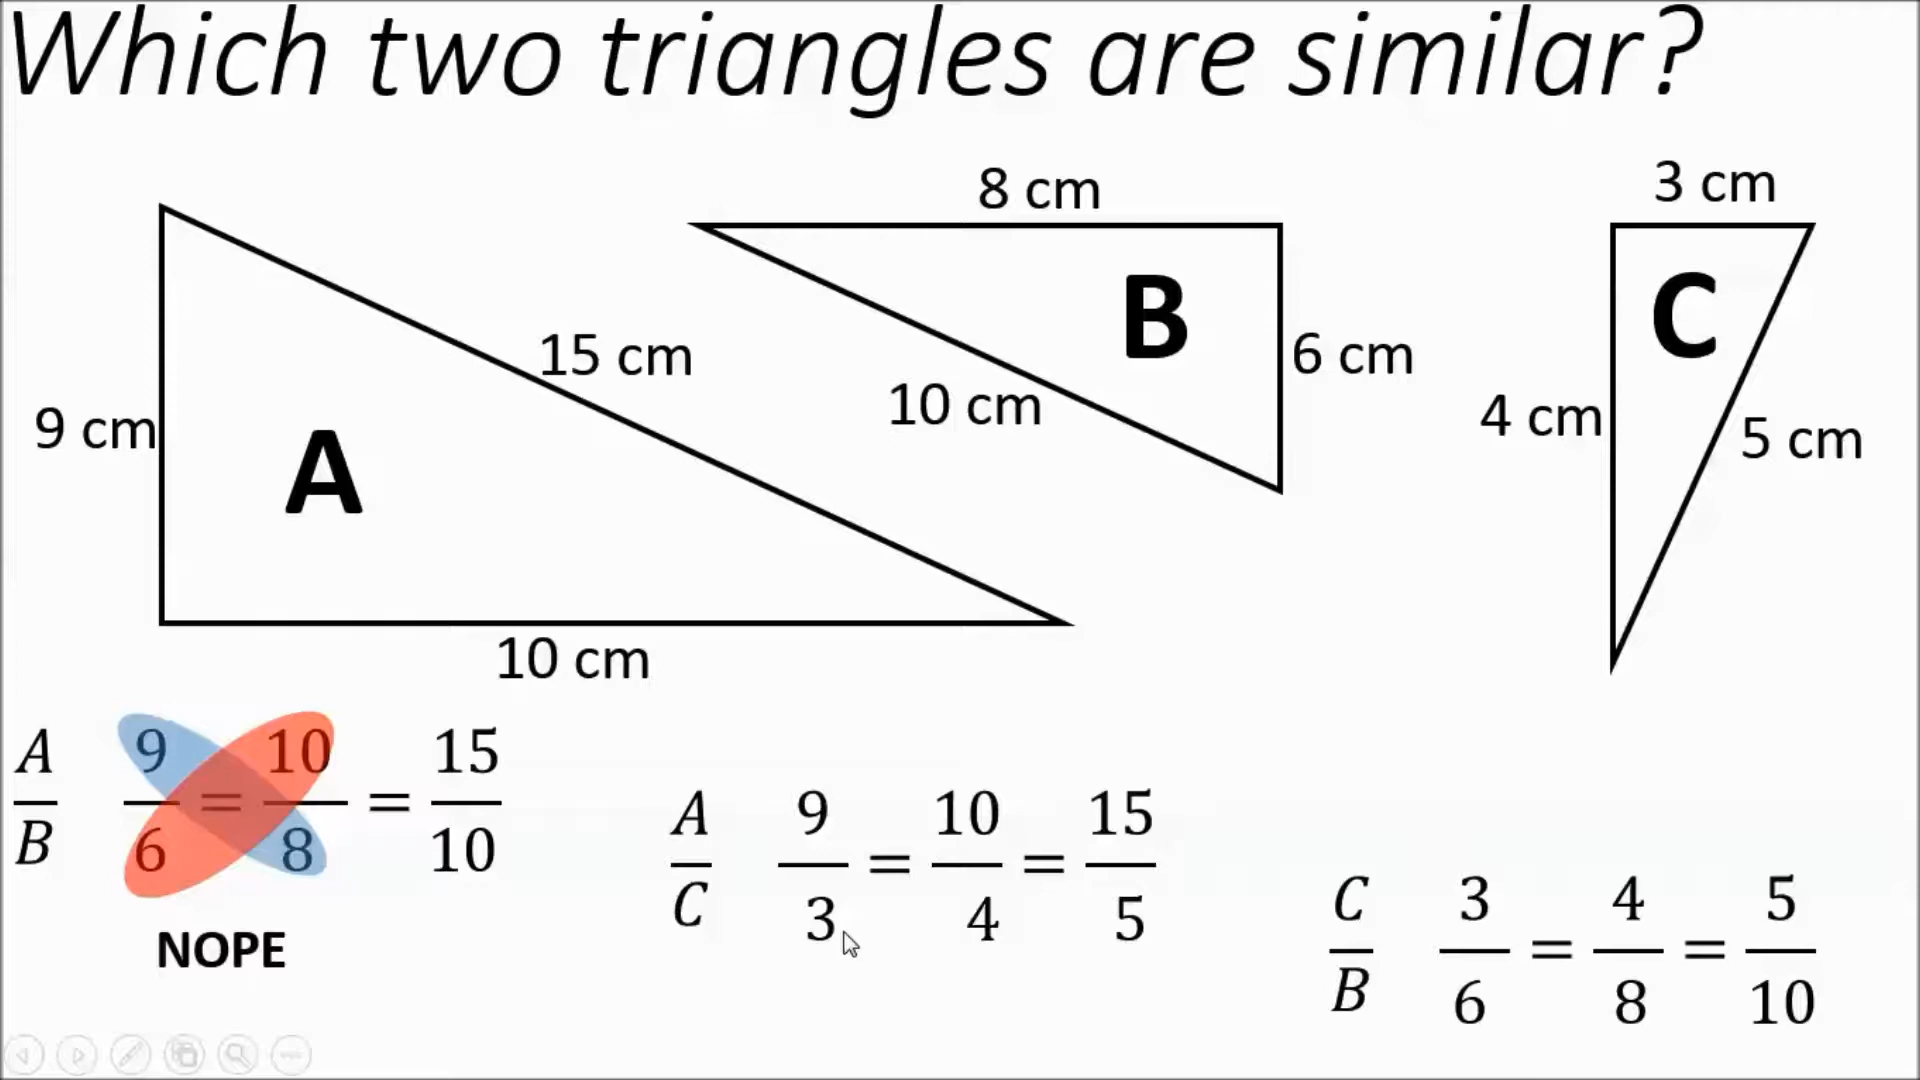 Which two triangles are similar?
9 cm
15 cm
A
10 cm
8 cm
B
6 cm
10 cm
3 cm
C
4 cm
5 cm
A/B 9/6 = 10/8 = 15/10
NOPE
A/C 9/3 = 10/4 = 15/5
C/B 3/6 = 4/8 = 5/10